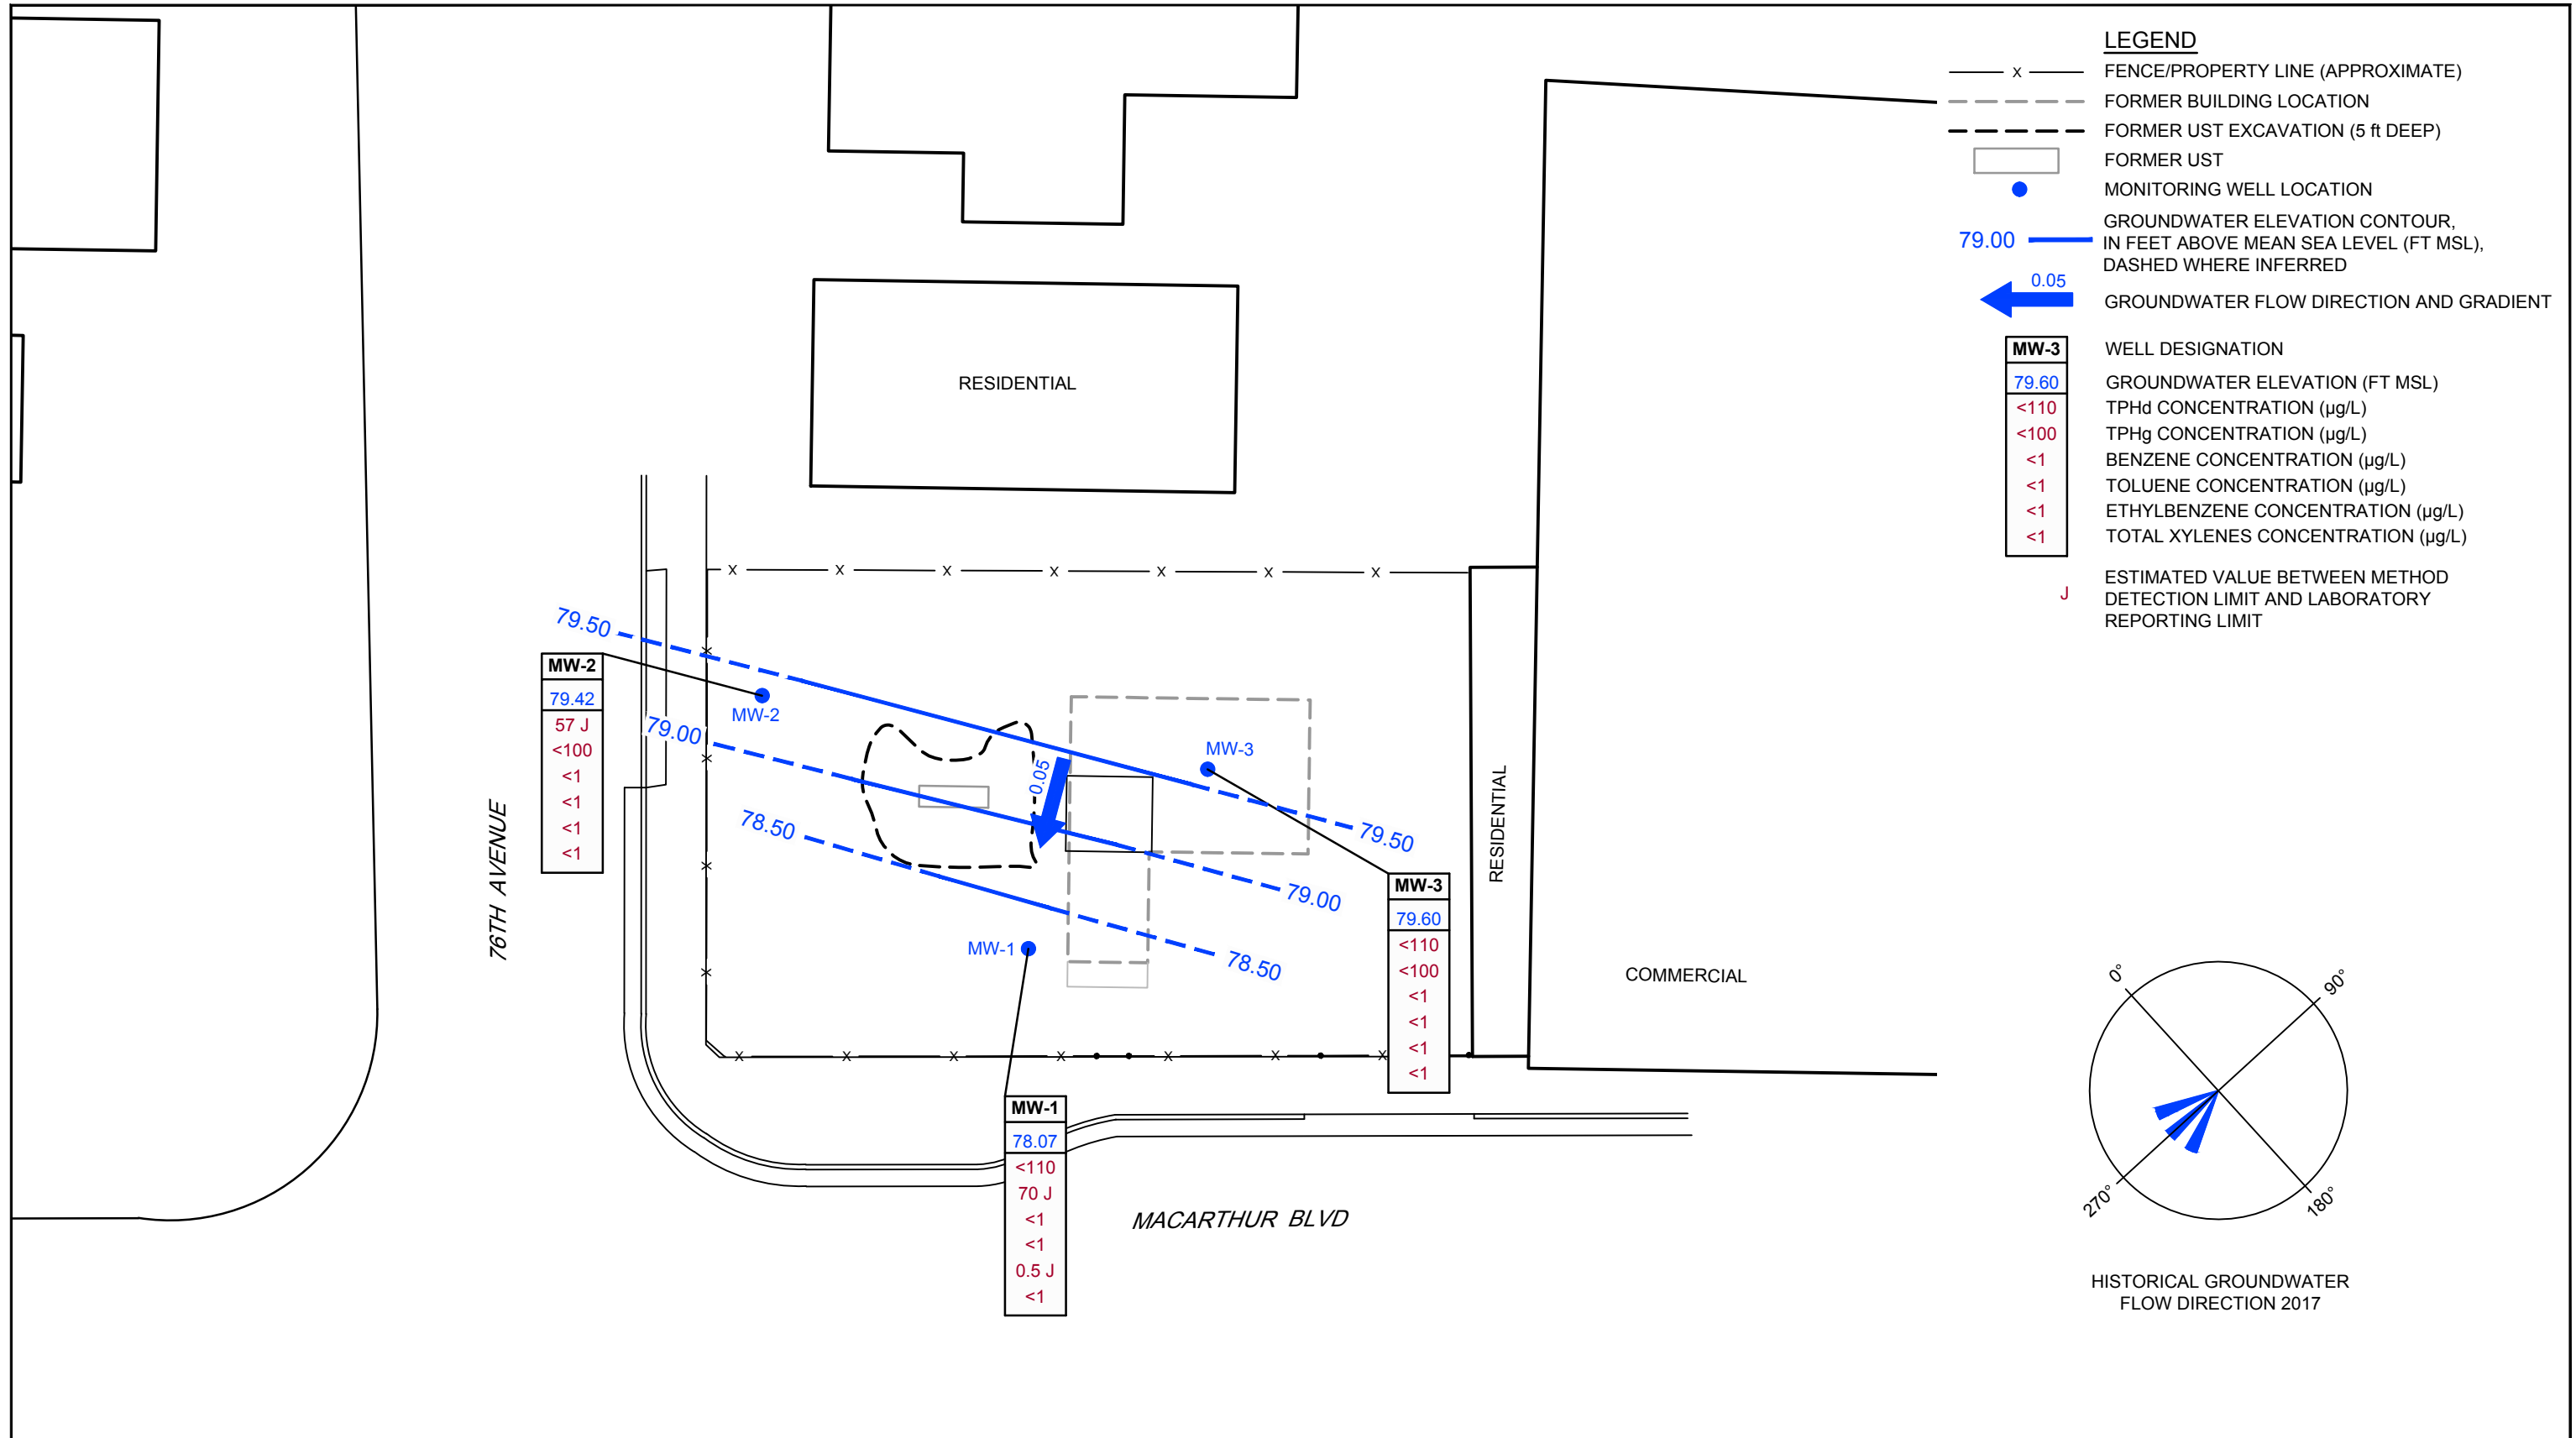 LEGEND
X FENCE/PROPERTY LINE (APPROXIMATE)
FORMER BUILDING LOCATION
FORMER UST EXCAVATION (5 ft DEEP)
FORMER UST
MONITORING WELL LOCATION
79.00
GROUNDWATER ELEVATION CONTOUR,
IN FEET ABOVE MEAN SEA LEVEL (FT MSL),
DASHED WHERE INFERRED
0.05
GROUNDWATER FLOW DIRECTION AND GRADIENT
MW-3 WELL DESIGNATION
79.60 GROUNDWATER ELEVATION (FT MSL)
<110 TPHd CONCENTRATION (µg/L)
<100 TPHg CONCENTRATION (µg/L)
<1 BENZENE CONCENTRATION (µg/L)
<1 TOLUENE CONCENTRATION (µg/L)
<1 ETHYLBENZENE CONCENTRATION (µg/L)
<1 TOTAL XYLENES CONCENTRATION (µg/L)
J
ESTIMATED VALUE BETWEEN METHOD
DETECTION LIMIT AND LABORATORY
REPORTING LIMIT
RESIDENTIAL
X X X X X X X
79.50
MW-2
79.42
57 J
<100
<1
<1
<1
<1
MW-2
79.00
78.50
0.05
MW-3
79.50
79.00
78.50
MW-1
X X X X
76TH AVENUE
RESIDENTIAL
COMMERCIAL
MW-3
79.60
<110
<100
<1
<1
<1
<1
X X X X X X X
MW-1
78.07
<110
70 J
<1
<1
0.5 J
<1
MACARTHUR BLVD
0°
90°
270°
180°
HISTORICAL GROUNDWATER
FLOW DIRECTION 2017